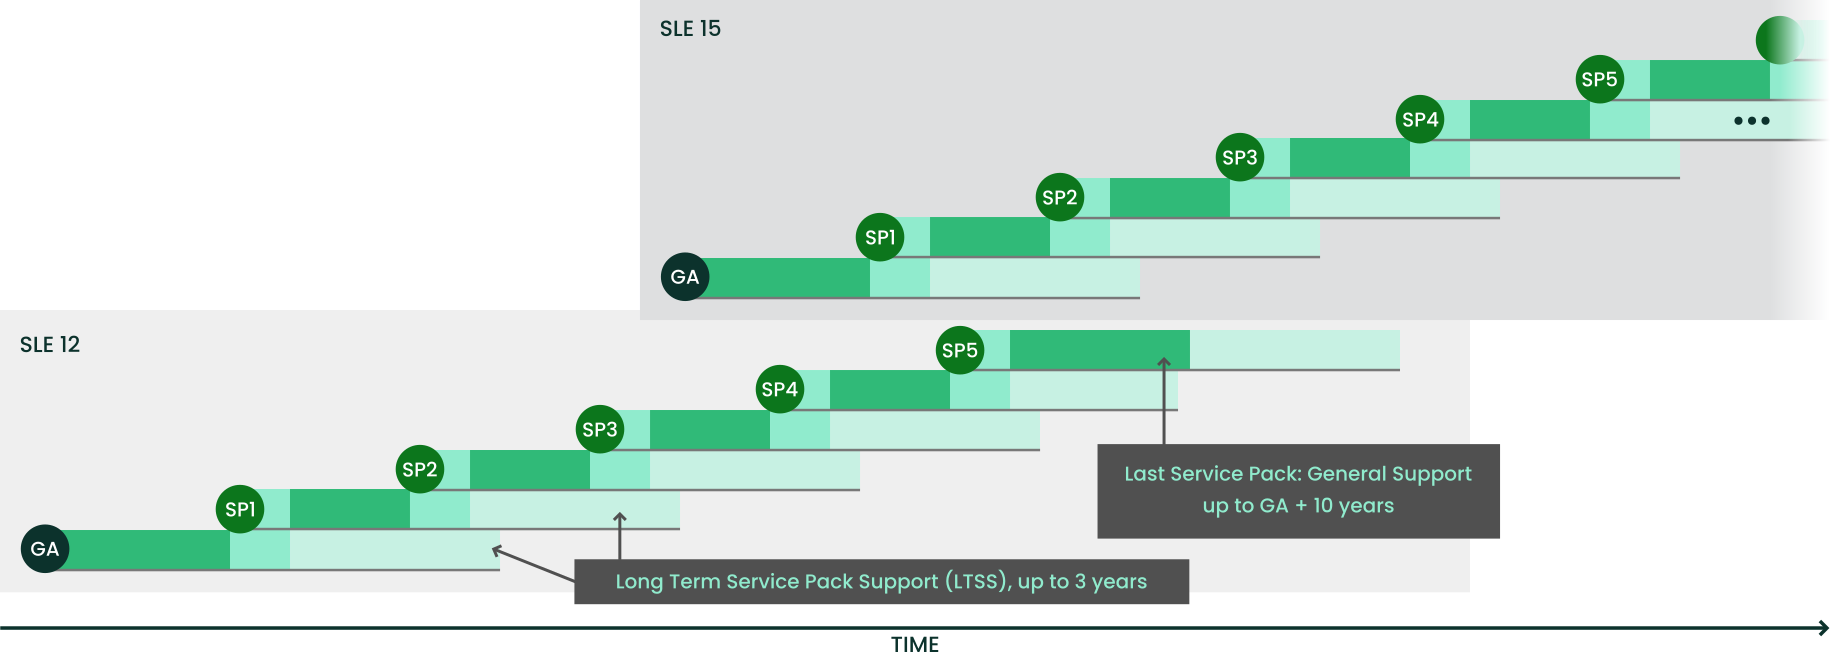 SLE 15
SP5
SP4
•••
SP3
SP2
SP1
GA
SLE 12
SP5
SP4
SP3
SP2
SP1
GA
Last Service Pack: General Support
up to GA + 10 years
Long Term Service Pack Support (LTSS), up to 3 years
TIME